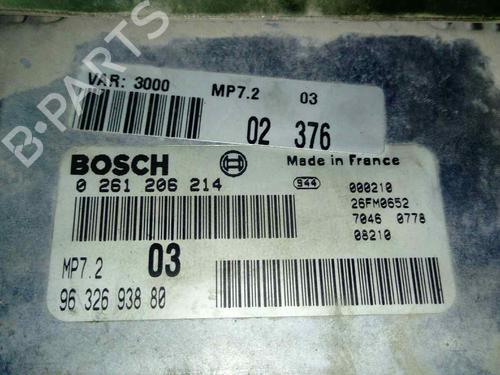 VAR: 3000 MP7.2 03
02 376
BOSCH
Made in France
0 261 206 214
944
000210
26FM0652
7046 0778
08210
MP7.2 03
96 326 938 80
B-PARTS